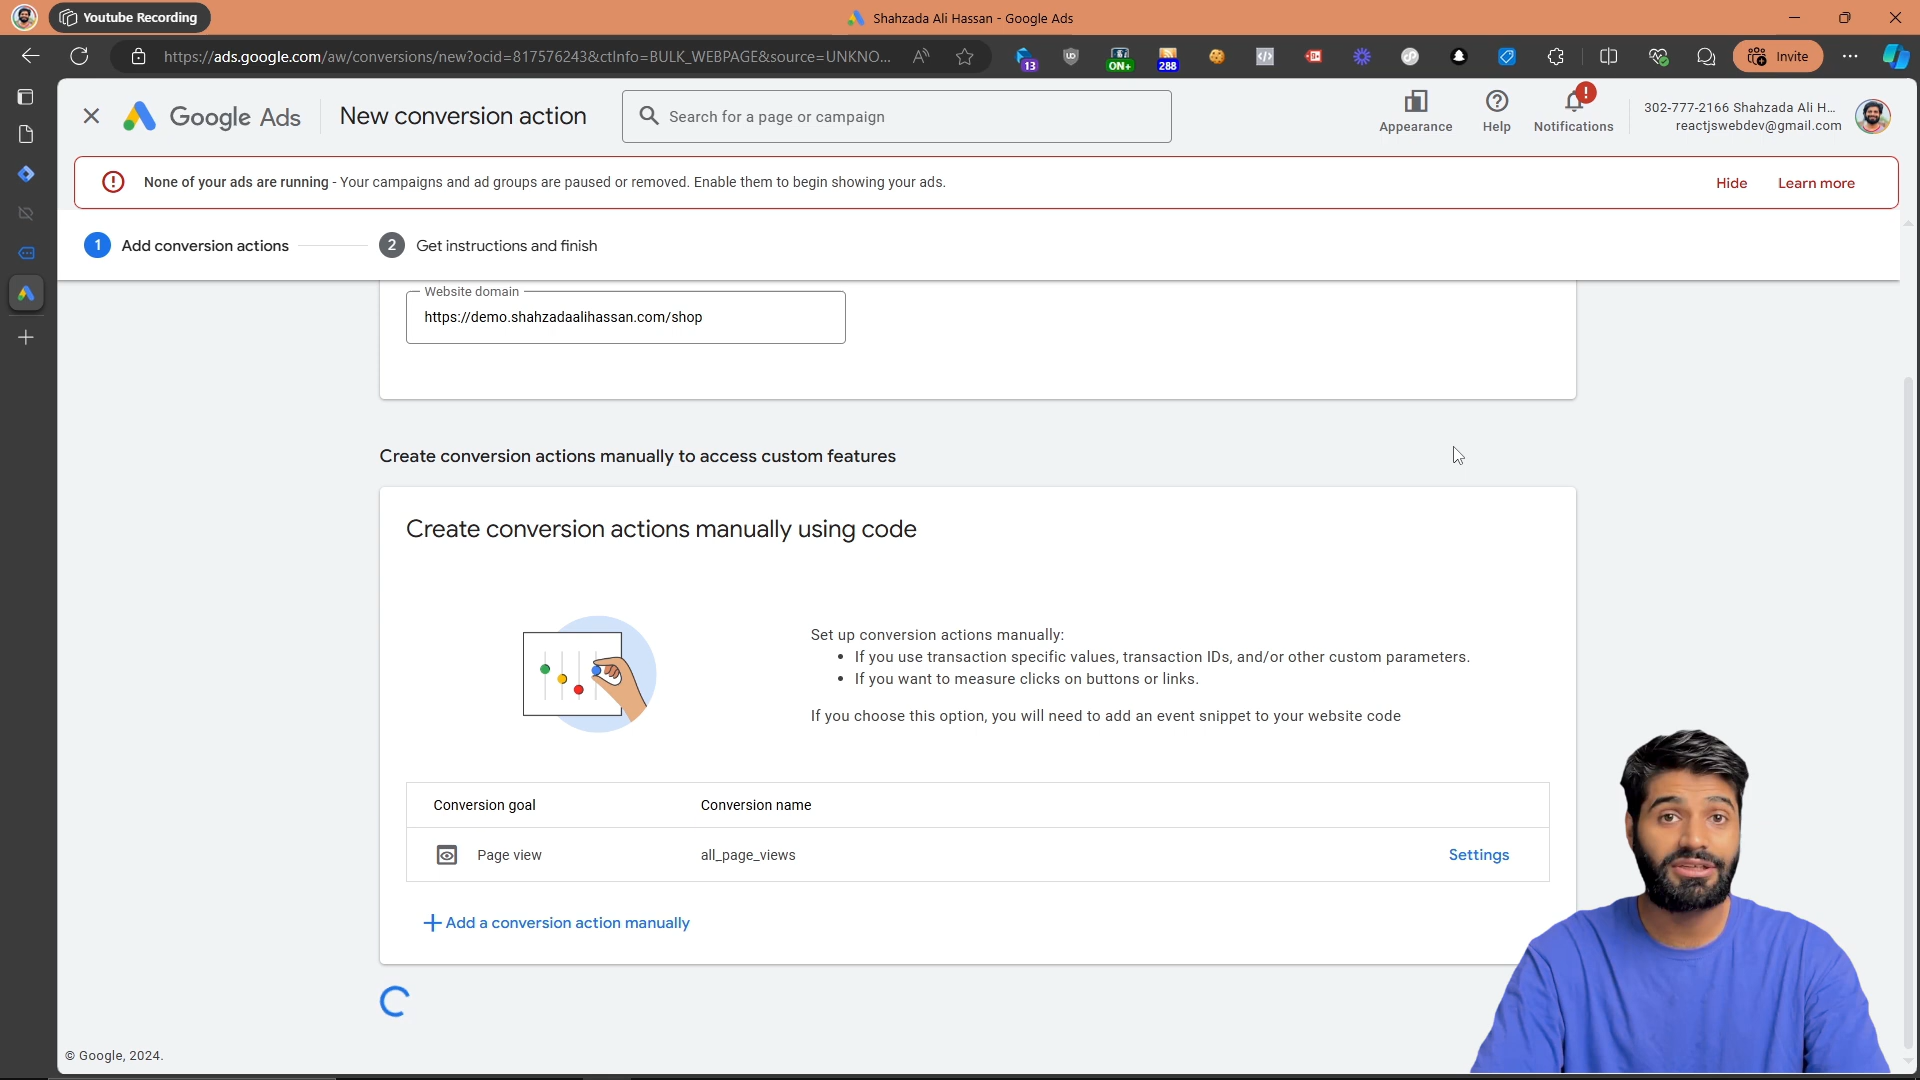 Youtube Recording
Shahzada Ali Hassan - Google Ads
https://ads.google.com/aw/conversions/new?ocid=817576243&ctInfo=BULK_WEBPAGE&source=UNKNO...
13
ON+
288
Invite
Google Ads
New conversion action
Search for a page or campaign
Appearance
Help
Notifications
302-777-2166 Shahzada Ali H...
reactjswebdev@gmail.com
None of your ads are running - Your campaigns and ad groups are paused or removed. Enable them to begin showing your ads.
Hide
Learn more
1 Add conversion actions
2 Get instructions and finish
Website domain
https://demo.shahzadaalihassan.com/shop
Create conversion actions manually to access custom features
Create conversion actions manually using code
Set up conversion actions manually:
• If you use transaction specific values, transaction IDs, and/or other custom parameters.
• If you want to measure clicks on buttons or links.
If you choose this option, you will need to add an event snippet to your website code
Conversion goal
Conversion name
Page view
all_page_views
Settings
+ Add a conversion action manually
© Google, 2024.